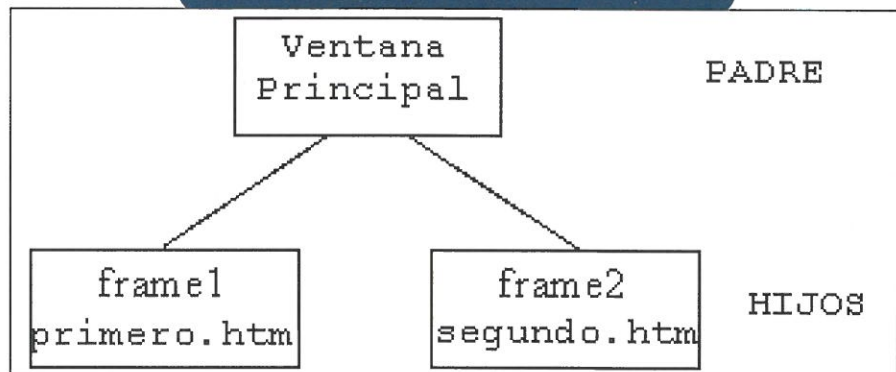 Ventana
Principal
PADRE
frame1
primero.htm
frame2
segundo.htm
HIJOS